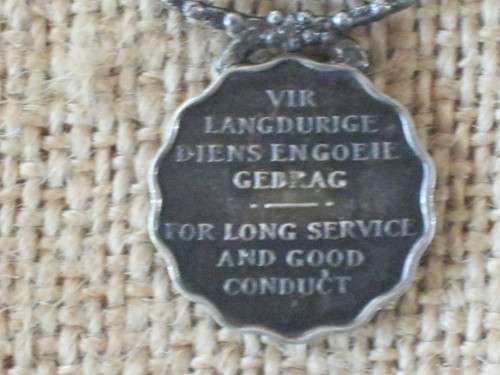 VIR
LANGDURIGE
DIENS EN GOEIE
GEDRAG
FOR LONG SERVICE
AND GOOD
CONDUCT